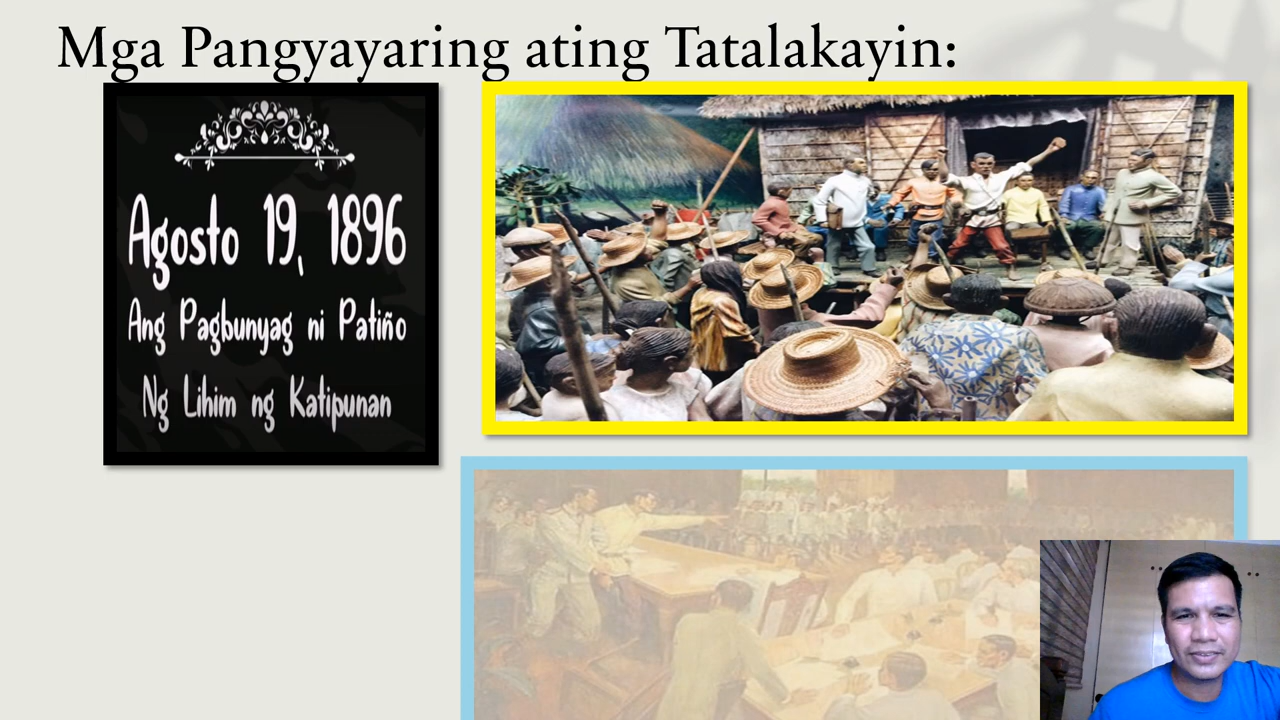 Mga Pangyayaring ating Tatalakayin:
Agosto 19, 1896
Ang Pagbunyag ni Patiño
Ng Lihim ng Katipunan